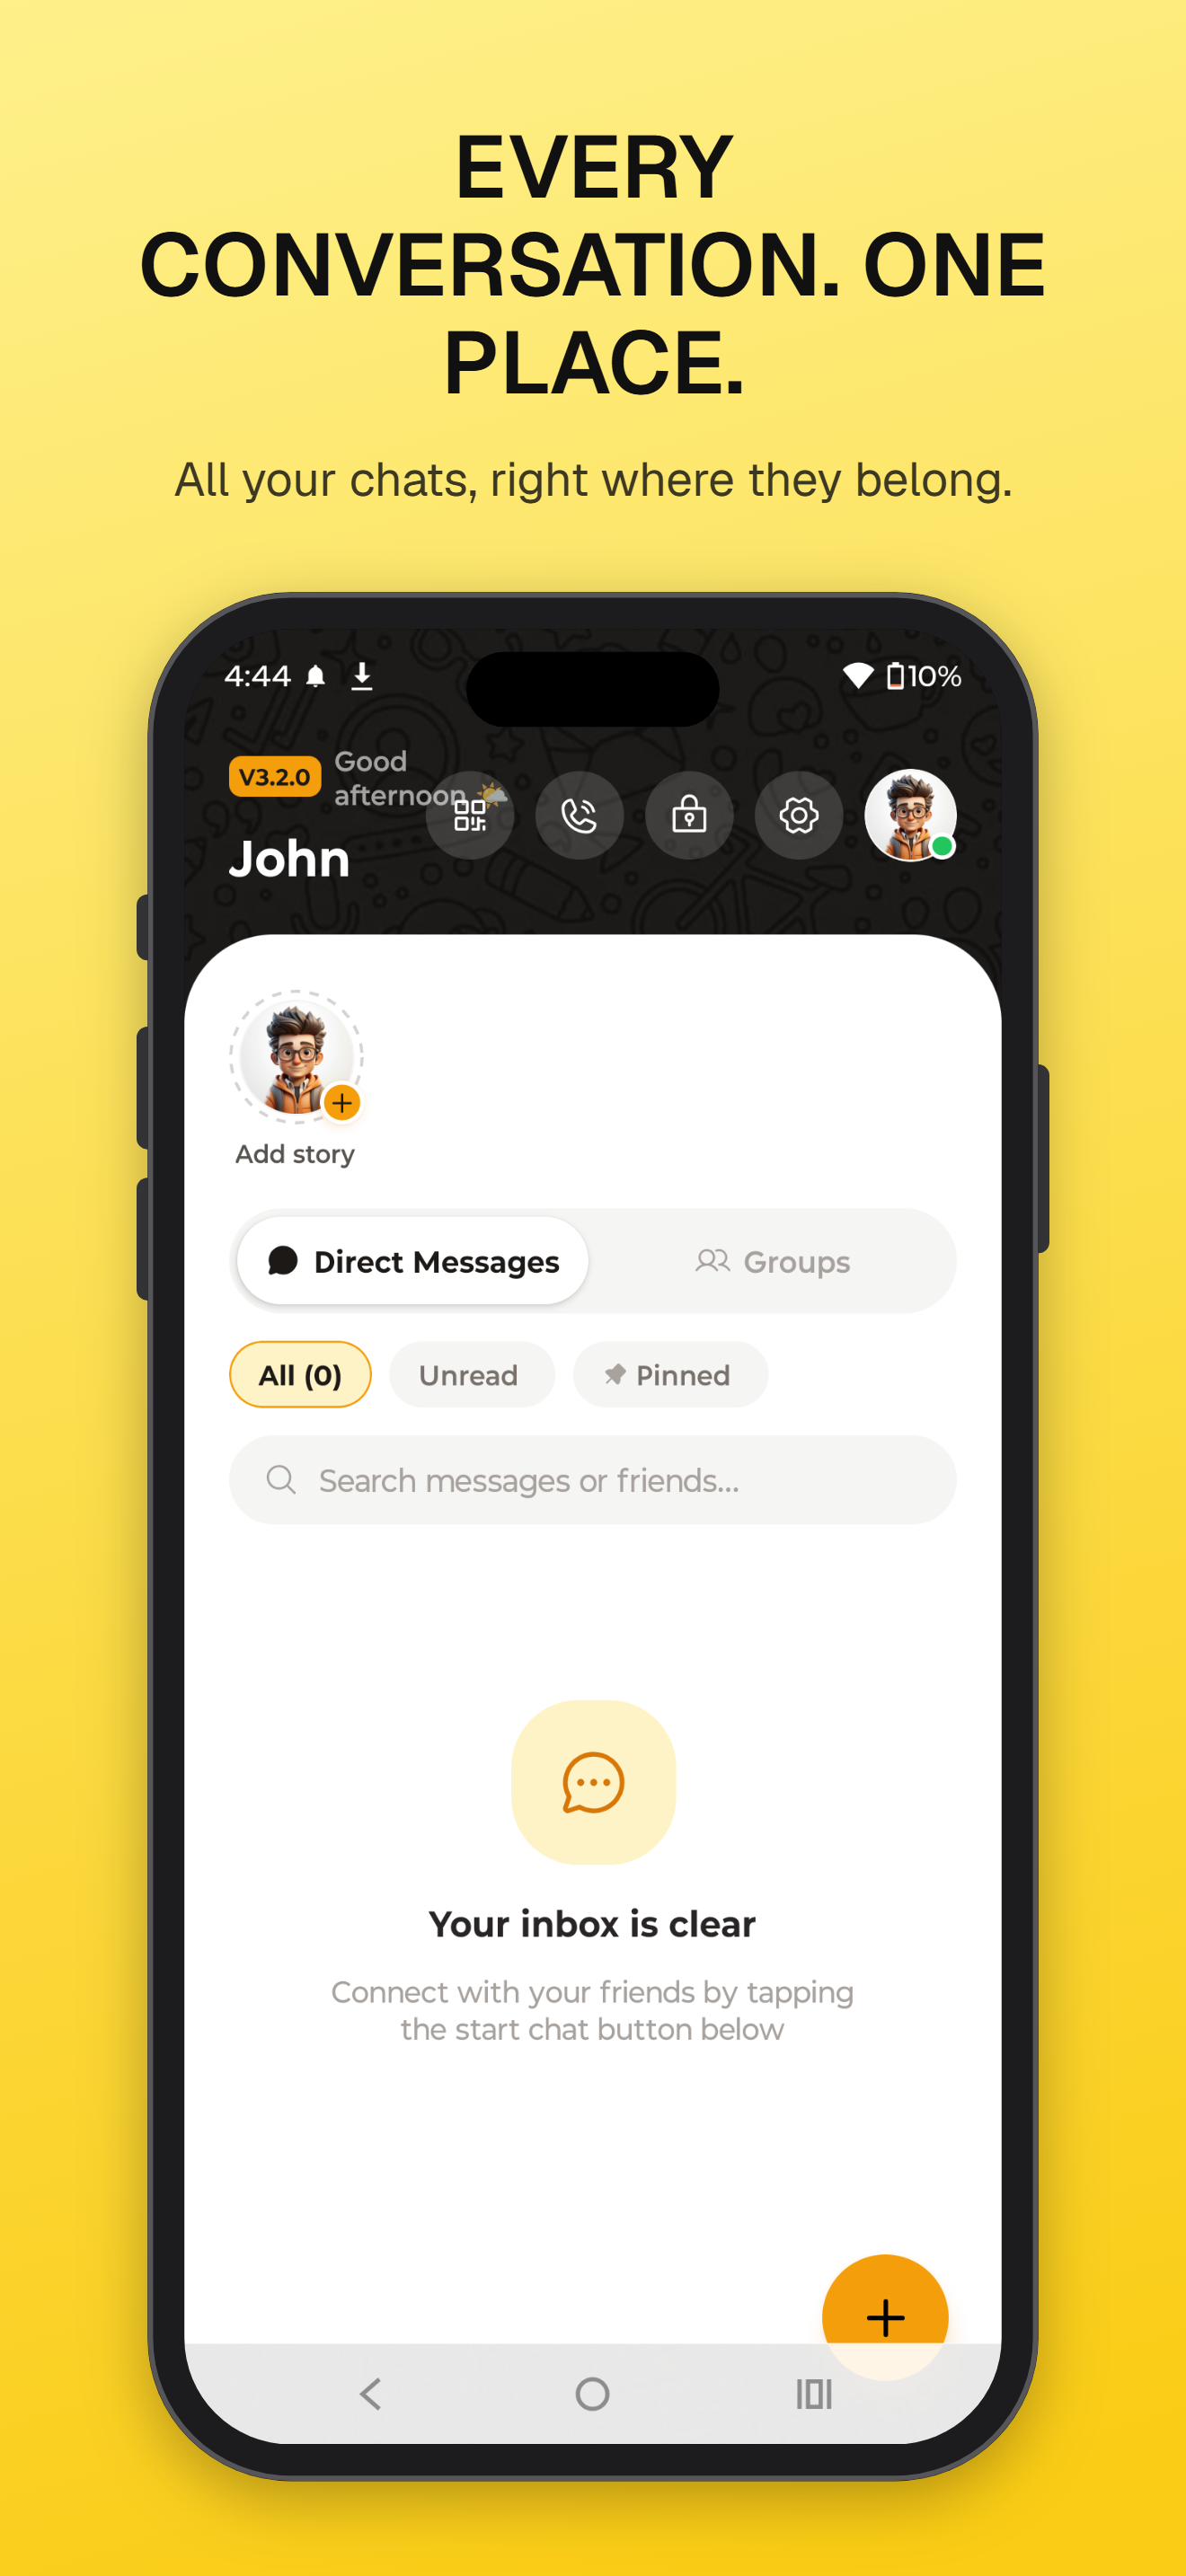 EVERY
CONVERSATION. ONE
PLACE.
All your chats, right where they belong.
4:44
10%
V3.2.0
Good
afternoon
John
Add story
Direct Messages
Groups
All (0)
Unread
Pinned
Search messages or friends...
Your inbox is clear
Connect with your friends by tapping
the start chat button below